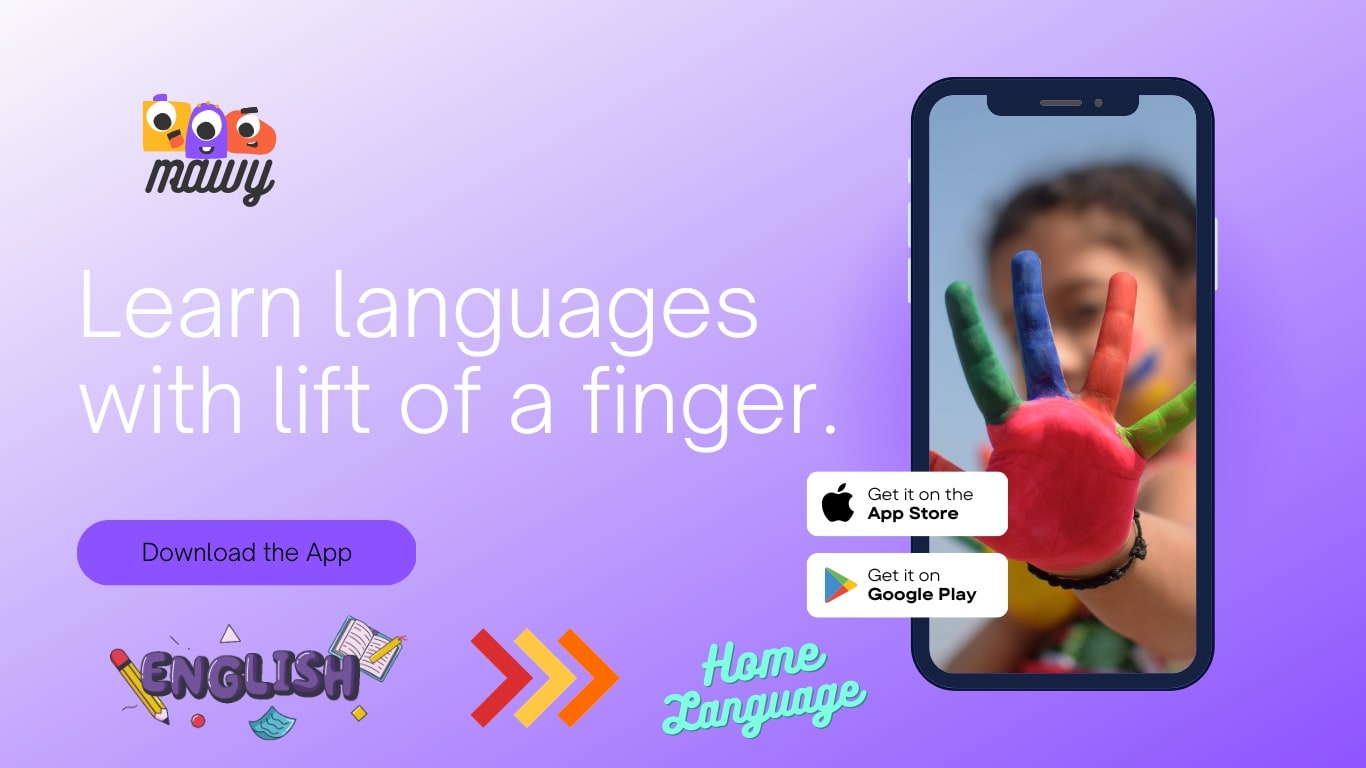 mawy
Learn languages
with lift of a finger.
Download the App
Get it on the
App Store
Get it on
Google Play
ENGLISH
Home
Language